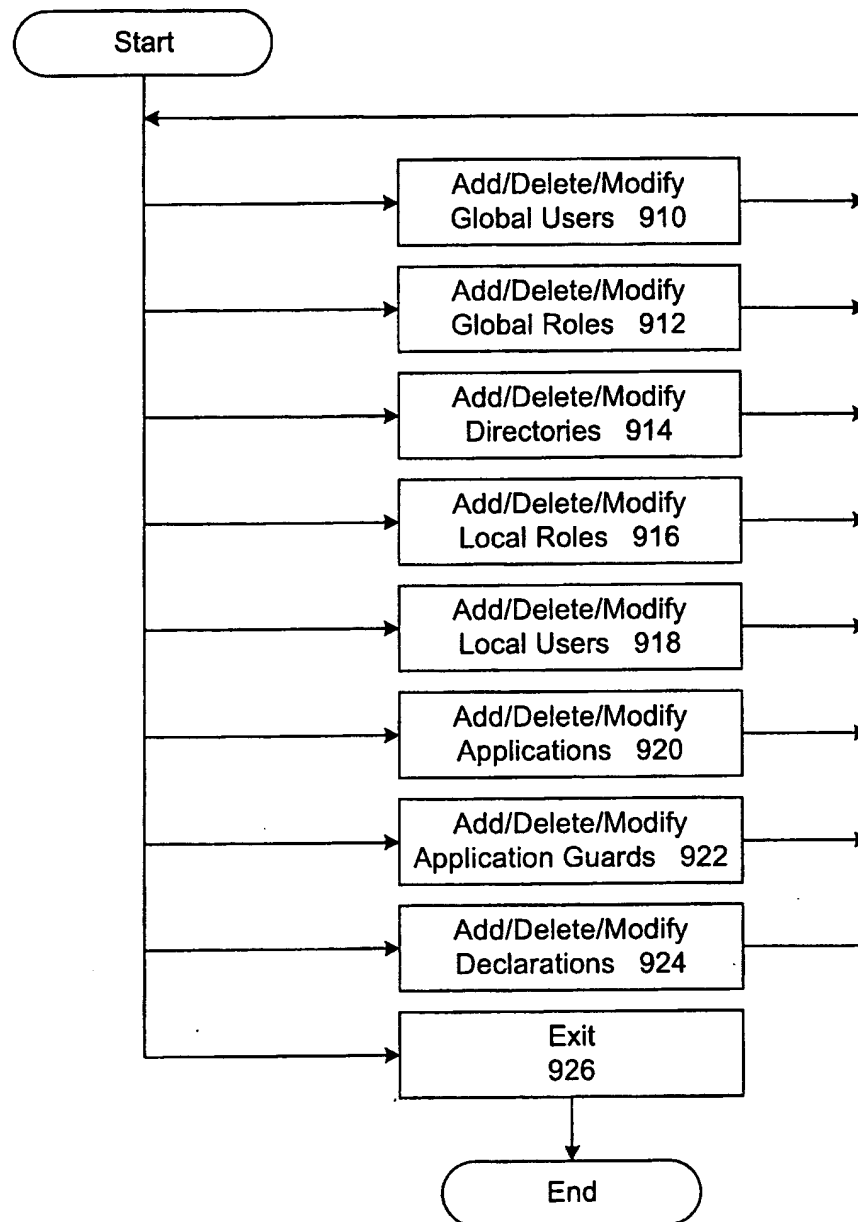 Start
Add/Delete/Modify
Global Users 910
Add/Delete/Modify
Global Roles 912
Add/Delete/Modify
Directories 914
Add/Delete/Modify
Local Roles 916
Add/Delete/Modify
Local Users 918
Add/Delete/Modify
Applications 920
Add/Delete/Modify
Application Guards 922
Add/Delete/Modify
Declarations 924
Exit
926
End